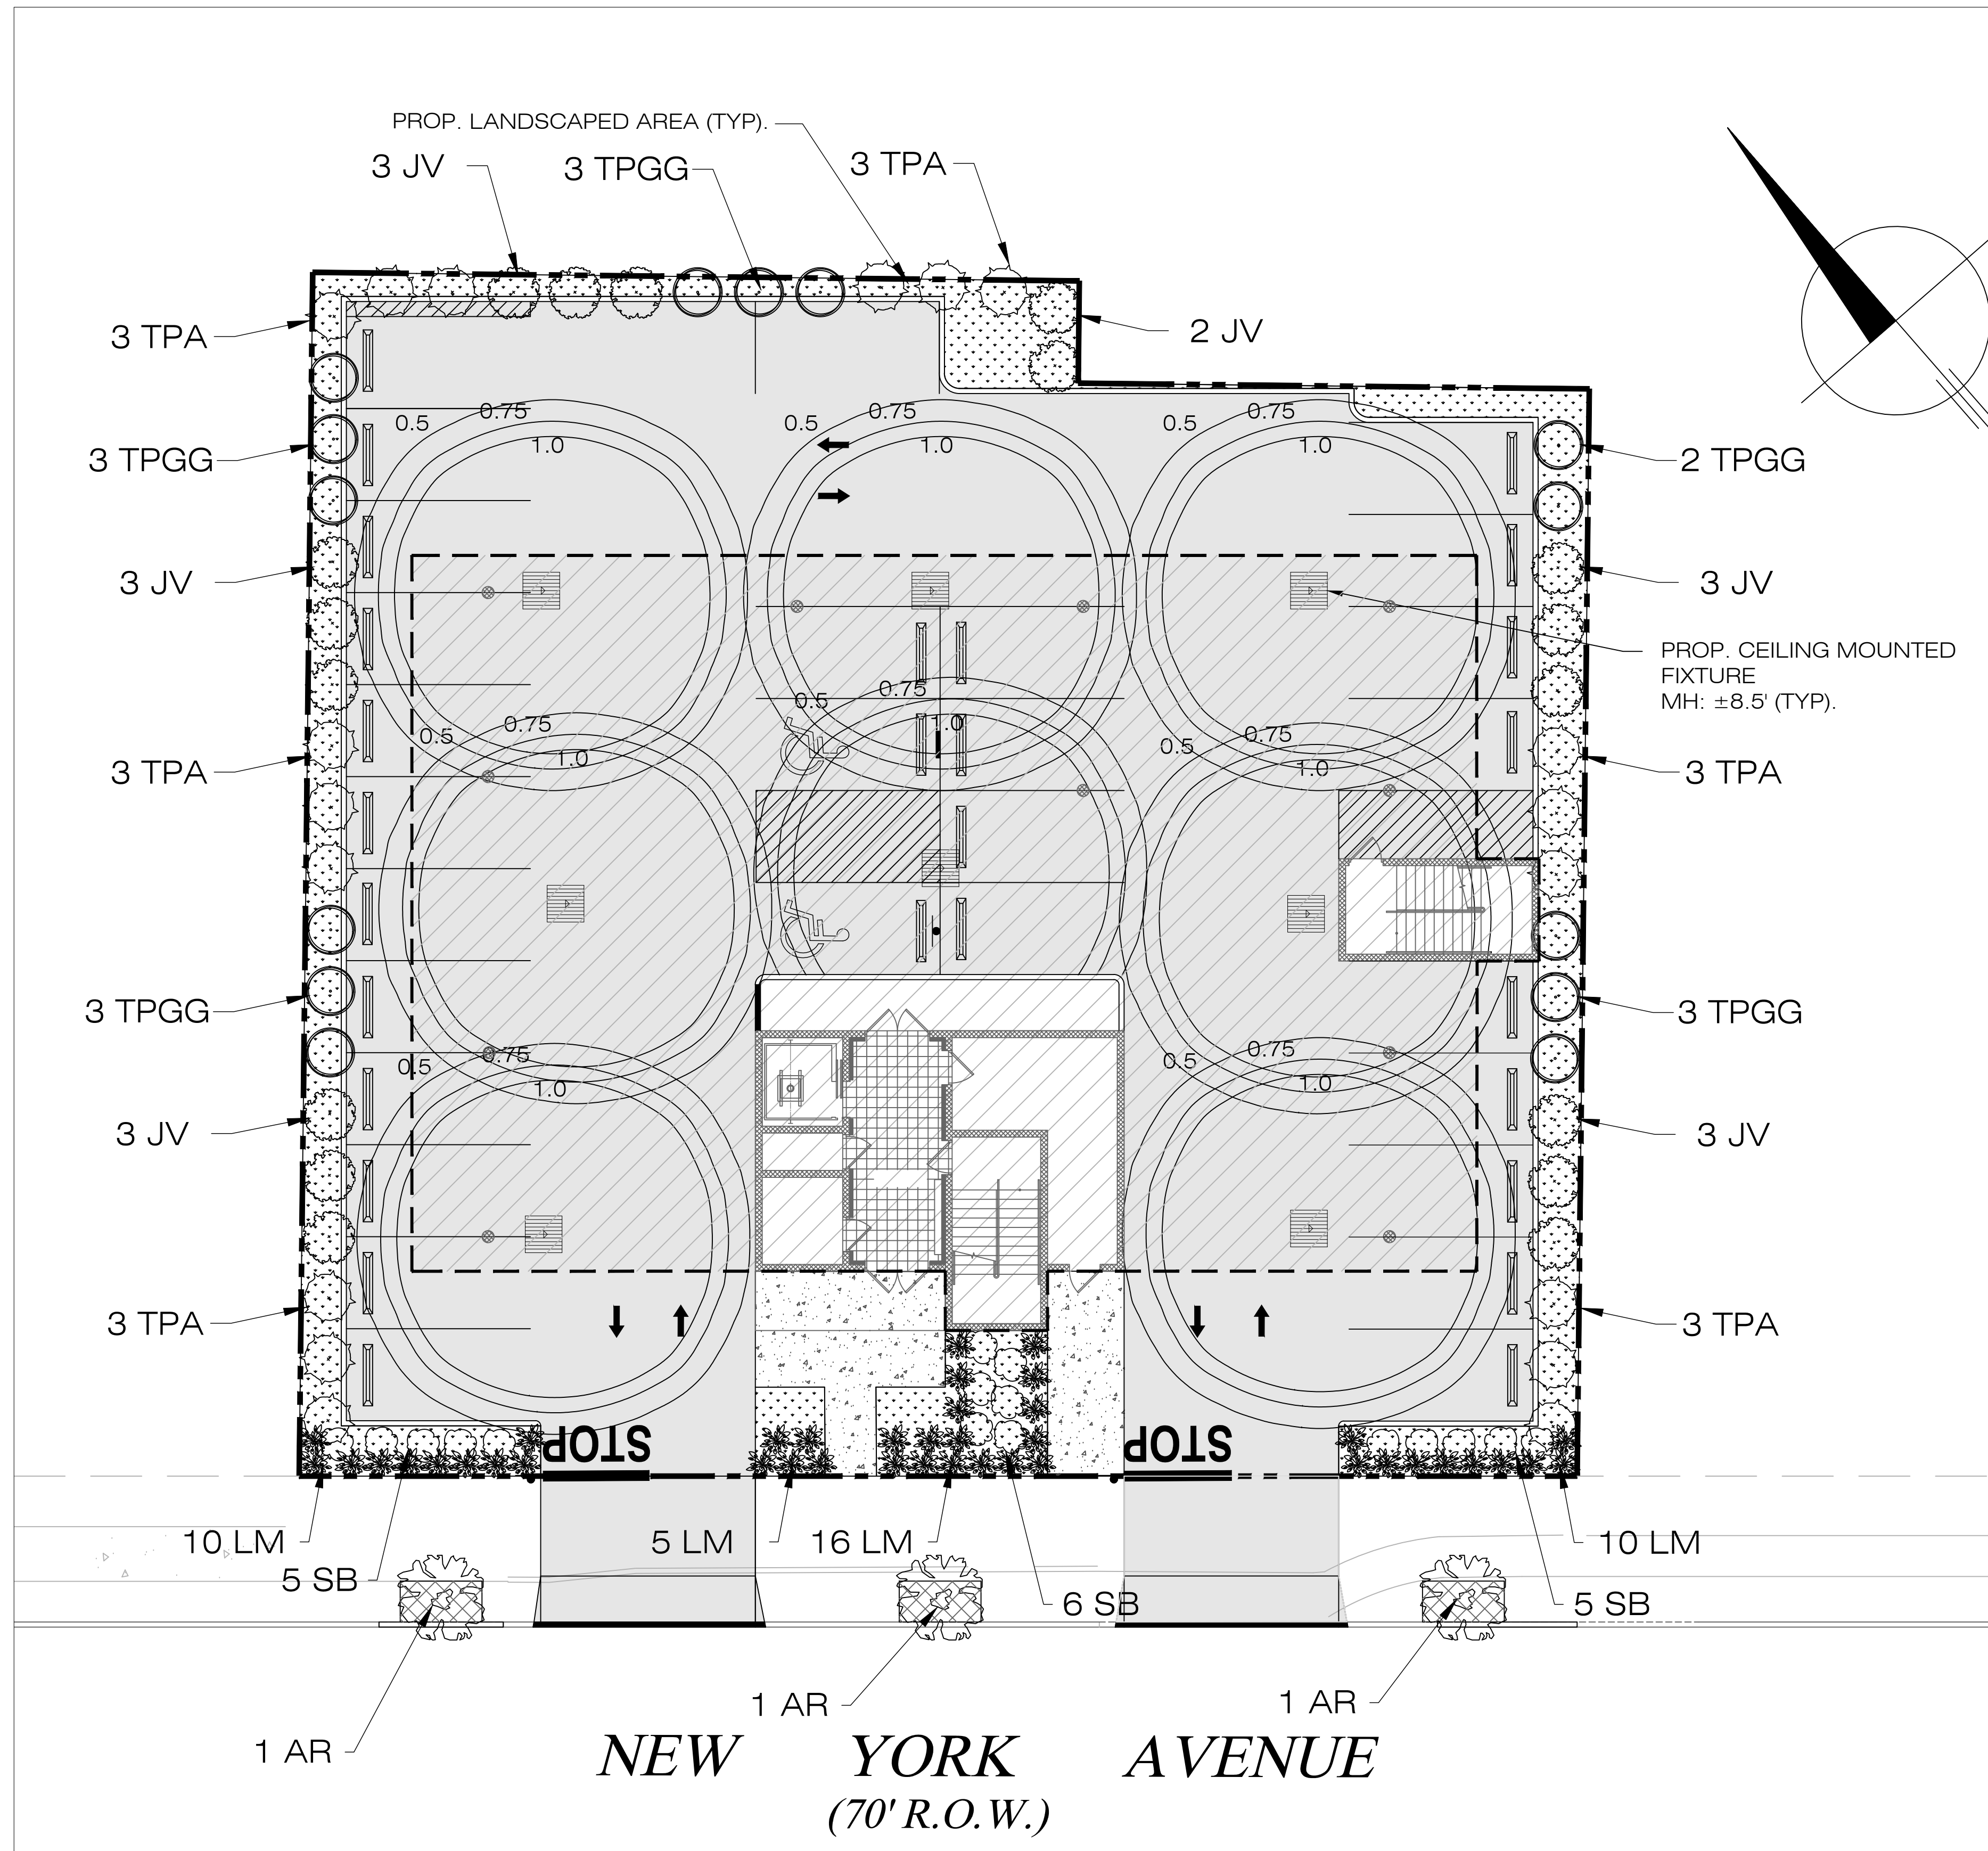 PROP. LANDSCAPED AREA (TYP).
3 JV
3 TPGG
3 TPA
3 TPA
2 JV
3 TPGG
2 TPGG
3 JV
3 JV
PROP. CEILING MOUNTED
FIXTURE
MH: ±8.5' (TYP).
3 TPA
3 TPA
3 TPGG
3 TPGG
3 JV
3 JV
3 TPA
3 TPA
0.5
0.75
1.0
0.5
0.75
1.0
0.5
0.75
1.0
0.5
0.75
1.0
0.5
0.75
1.0
0.5
0.75
1.0
0.5
0.75
1.0
0.5
0.75
1.0
STOP
STOP
10 LM
5 SB
5 LM
16 LM
6 SB
10 LM
5 SB
1 AR
1 AR
1 AR
NEW YORK AVENUE
(70' R.O.W.)